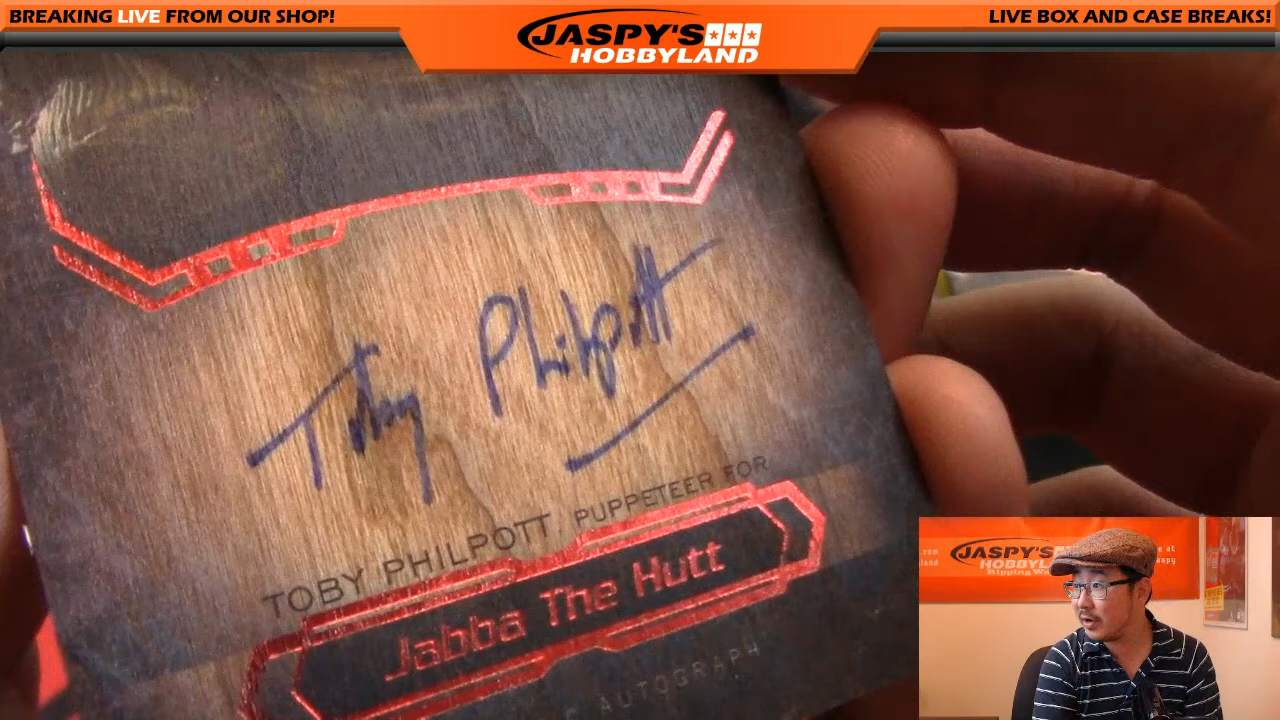 BREAKING LIVE FROM OUR SHOP!
JASPY'S
HOBBYLAND
LIVE BOX AND CASE BREAKS!
Toby Philpott
TOBY PHILPOTT, PUPPETEER FOR
Jabba The Hutt
AUTOGRAPH
JASPY'S
HOBBYLAND